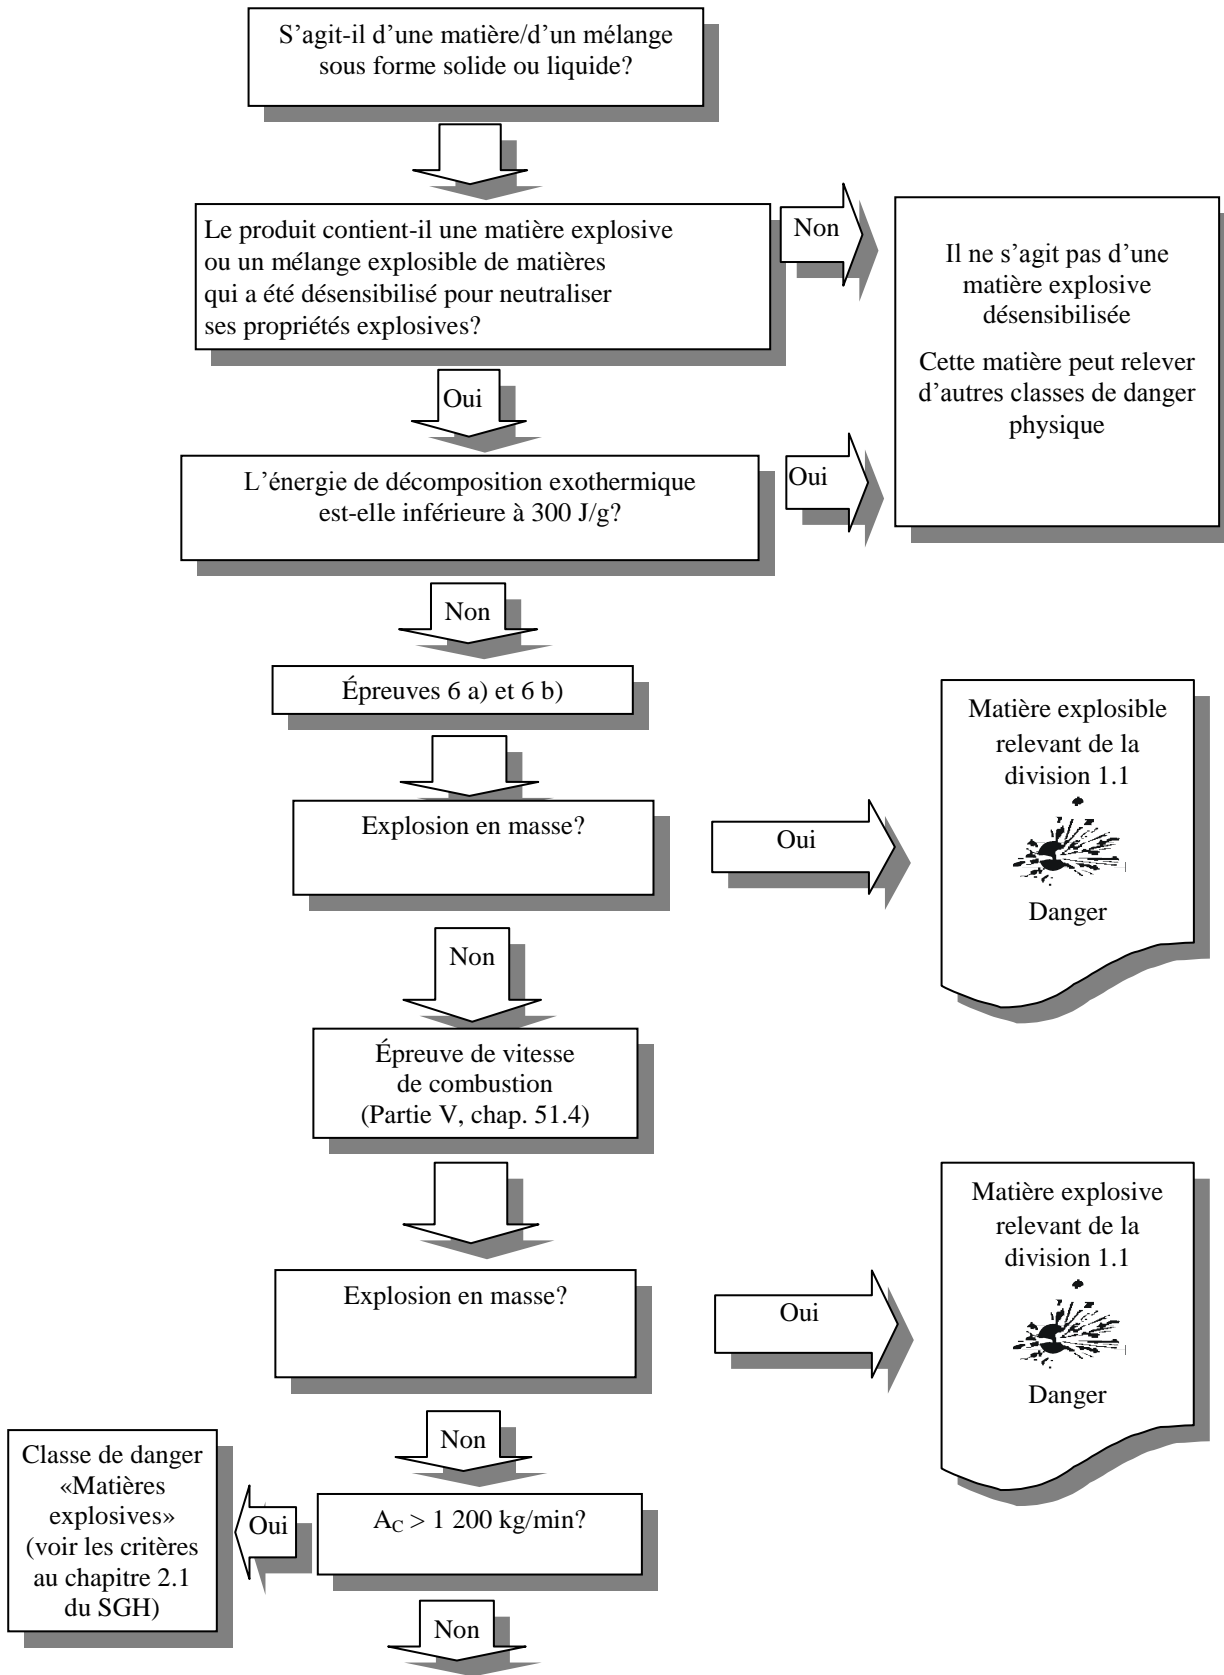 S’agit-il d’une matière/d’un mélange
sous forme solide ou liquide?
Le produit contient-il une matière explosive
ou un mélange explosible de matières
qui a été désensibilisé pour neutraliser
ses propriétés explosives?
Non
Il ne s’agit pas d’une
matière explosive
désensibilisée
Cette matière peut relever
d’autres classes de danger
physique
Oui
L’énergie de décomposition exothermique
est-elle inférieure à 300 J/g?
Oui
Non
Épreuves 6 a) et 6 b)
Explosion en masse?
Oui
Matière explosible
relevant de la
division 1.1
Danger
Non
Épreuve de vitesse
de combustion
(Partie V, chap. 51.4)
Explosion en masse?
Oui
Matière explosive
relevant de la
division 1.1
Danger
Non
A_C > 1 200 kg/min?
Oui
Classe de danger
«Matières
explosives»
(voir les critères
au chapitre 2.1
du SGH)
Non